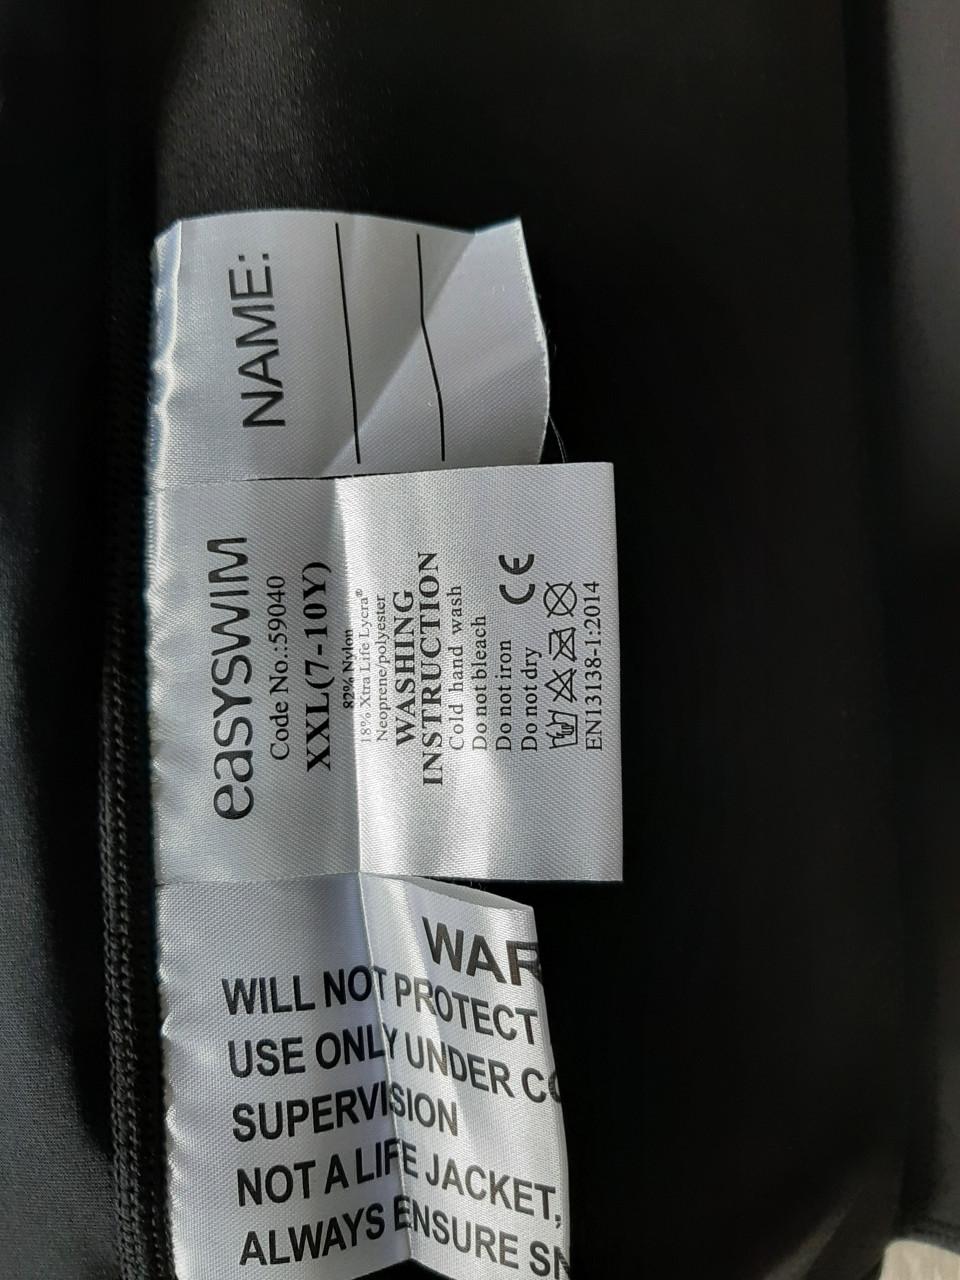 NAME:
easyswim
Code No.:59040
XXL(7-10Y)
82% Nylon
18% Xtra Life Lycra®
Neoprene/polyester
WASHING
INSTRUCTION
Cold hand wash
Do not bleach
Do not iron
Do not dry
CE
EN13138-1:2014
WAR
WILL NOT PROTECT
USE ONLY UNDER CO
SUPERVISION
NOT A LIFE JACKET,
ALWAYS ENSURE SN